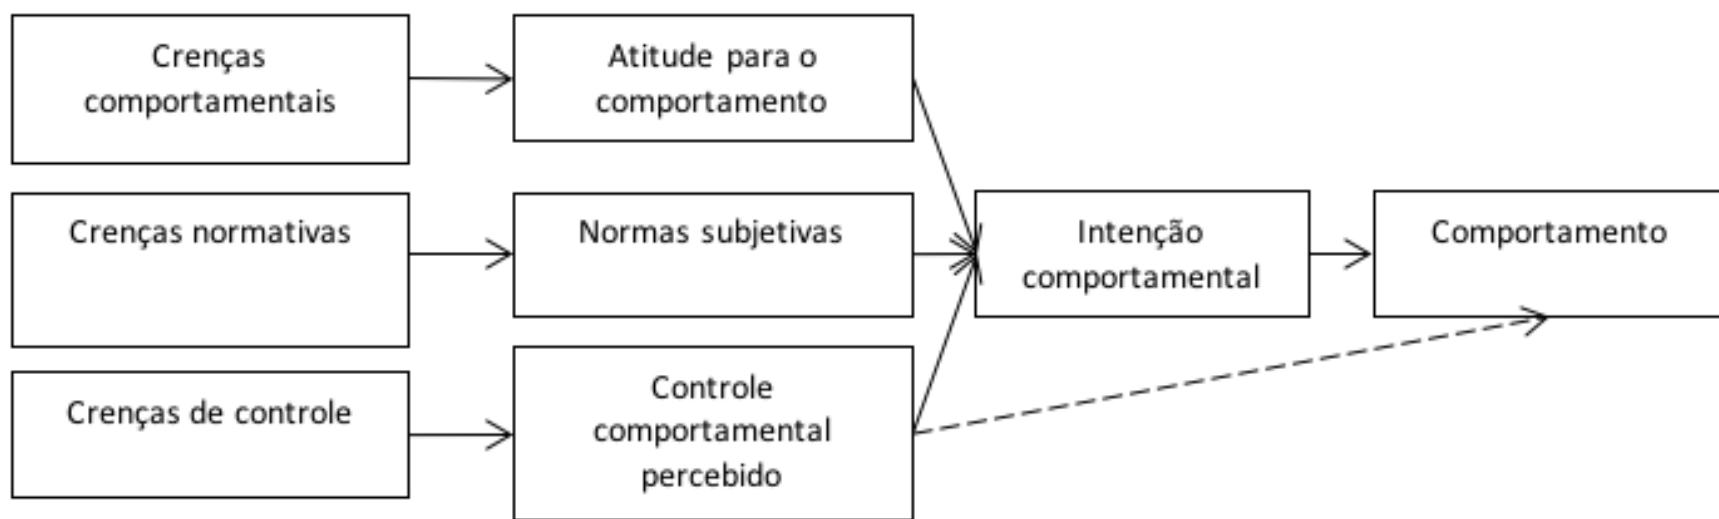 Crenças
comportamentais
Atitude para o
comportamento
Crenças normativas
Normas subjetivas
Intenção
comportamental
Comportamento
Crenças de controle
Controle
comportamental
percebido